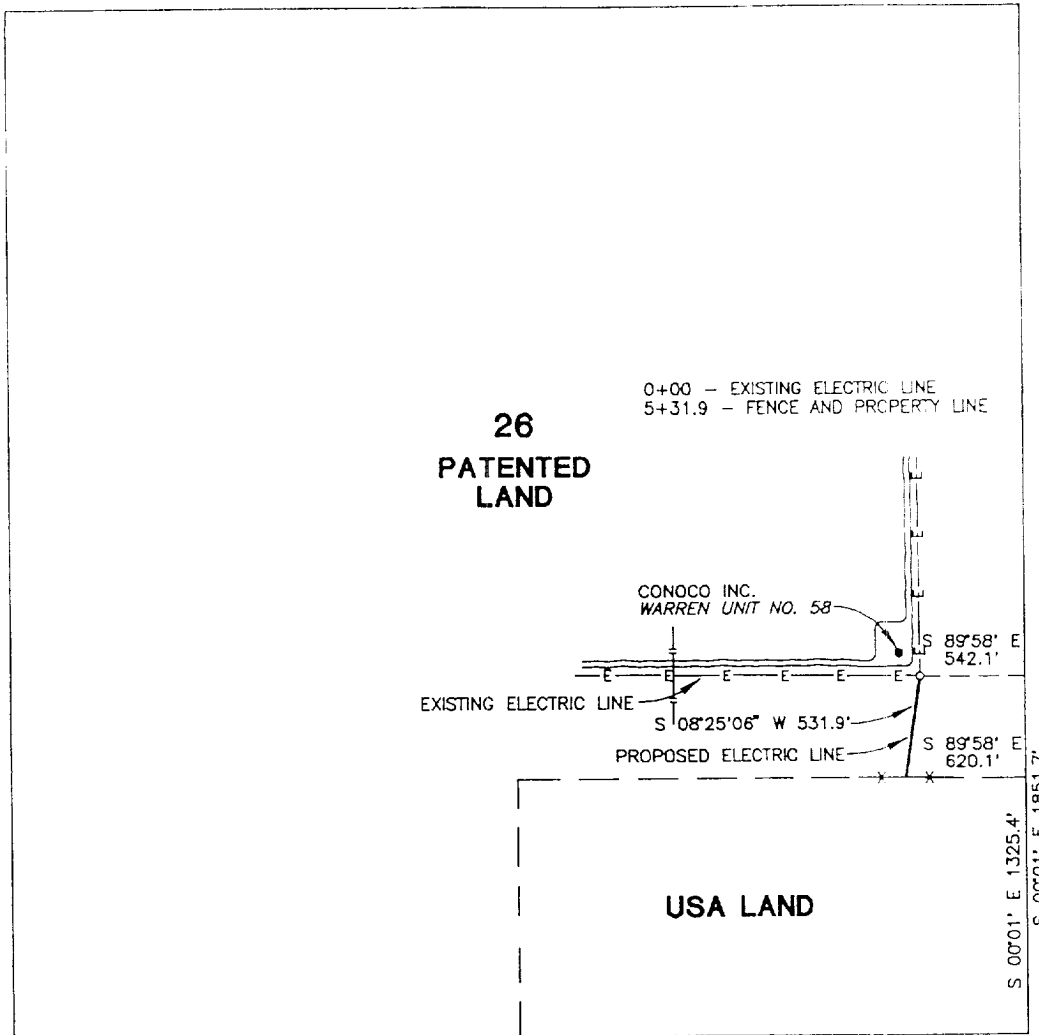 0+00 – EXISTING ELECTRIC LINE
5+31.9 – FENCE AND PROPERTY LINE
26
PATENTED
LAND
CONOCO INC.
WARREN UNIT NO. 58
S 89°58' E
542.1'
E E E E E E
EXISTING ELECTRIC LINE
S 08°25'06" W 531.9'
PROPOSED ELECTRIC LINE
S 89°58' E
620.1'
USA LAND
S 00°01' E 1325.4'
S 00°01' E 1851.7'